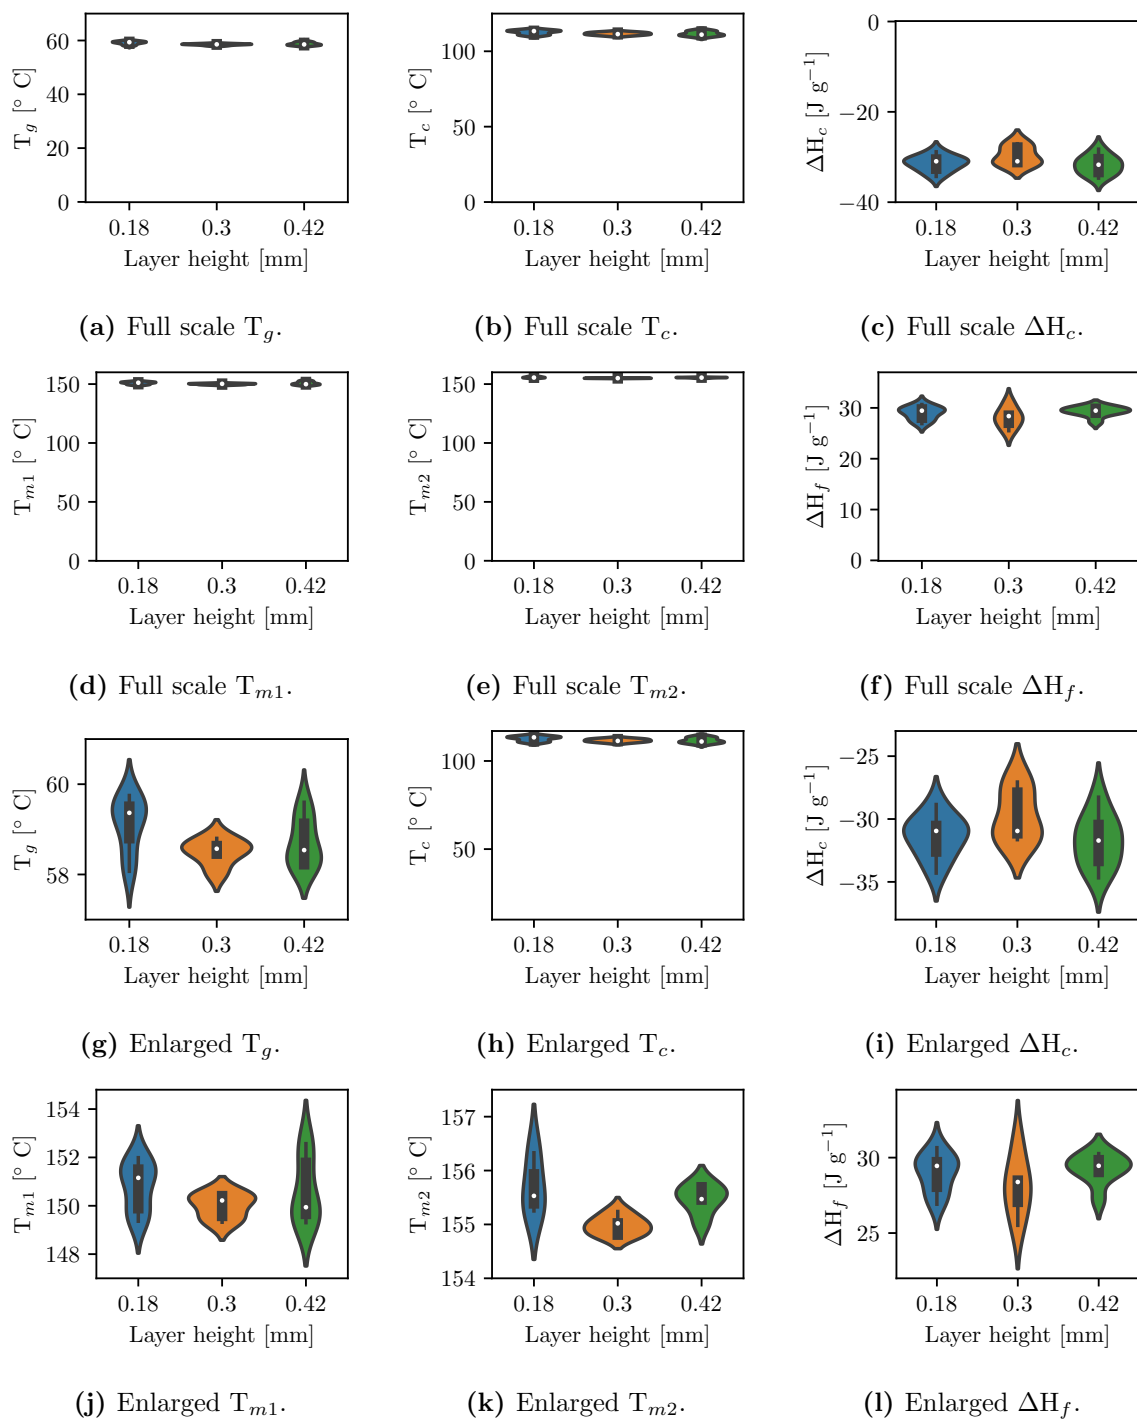 60
40
20
0
T_g [° C]
0.18 0.3 0.42
Layer height [mm]
(a) Full scale T_g.
100
50
0
T_c [° C]
0.18 0.3 0.42
Layer height [mm]
(b) Full scale T_c.
0
−20
−40
ΔH_c [J g⁻¹]
0.18 0.3 0.42
Layer height [mm]
(c) Full scale ΔH_c.
150
100
50
0
T_m1 [° C]
0.18 0.3 0.42
Layer height [mm]
(d) Full scale T_m1.
150
100
50
0
T_m2 [° C]
0.18 0.3 0.42
Layer height [mm]
(e) Full scale T_m2.
30
20
10
0
ΔH_f [J g⁻¹]
0.18 0.3 0.42
Layer height [mm]
(f) Full scale ΔH_f.
60
58
T_g [° C]
0.18 0.3 0.42
Layer height [mm]
(g) Enlarged T_g.
100
50
T_c [° C]
0.18 0.3 0.42
Layer height [mm]
(h) Enlarged T_c.
−25
−30
−35
ΔH_c [J g⁻¹]
0.18 0.3 0.42
Layer height [mm]
(i) Enlarged ΔH_c.
154
152
150
148
T_m1 [° C]
0.18 0.3 0.42
Layer height [mm]
(j) Enlarged T_m1.
157
156
155
154
T_m2 [° C]
0.18 0.3 0.42
Layer height [mm]
(k) Enlarged T_m2.
30
25
ΔH_f [J g⁻¹]
0.18 0.3 0.42
Layer height [mm]
(l) Enlarged ΔH_f.